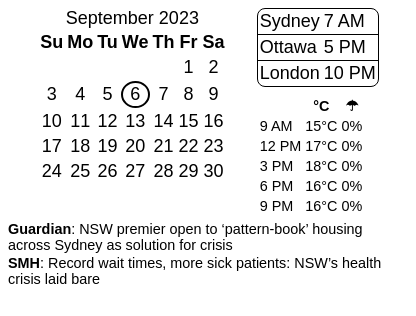 September 2023
Su Mo Tu We Th Fr Sa
1 2
3 4 5 6 7 8 9
10 11 12 13 14 15 16
17 18 19 20 21 22 23
24 25 26 27 28 29 30
Sydney 7 AM
Ottawa 5 PM
London 10 PM
°C ☂
9 AM 15°C 0%
12 PM 17°C 0%
3 PM 18°C 0%
6 PM 16°C 0%
9 PM 16°C 0%
Guardian: NSW premier open to ‘pattern-book’ housing
across Sydney as solution for crisis
SMH: Record wait times, more sick patients: NSW’s health
crisis laid bare